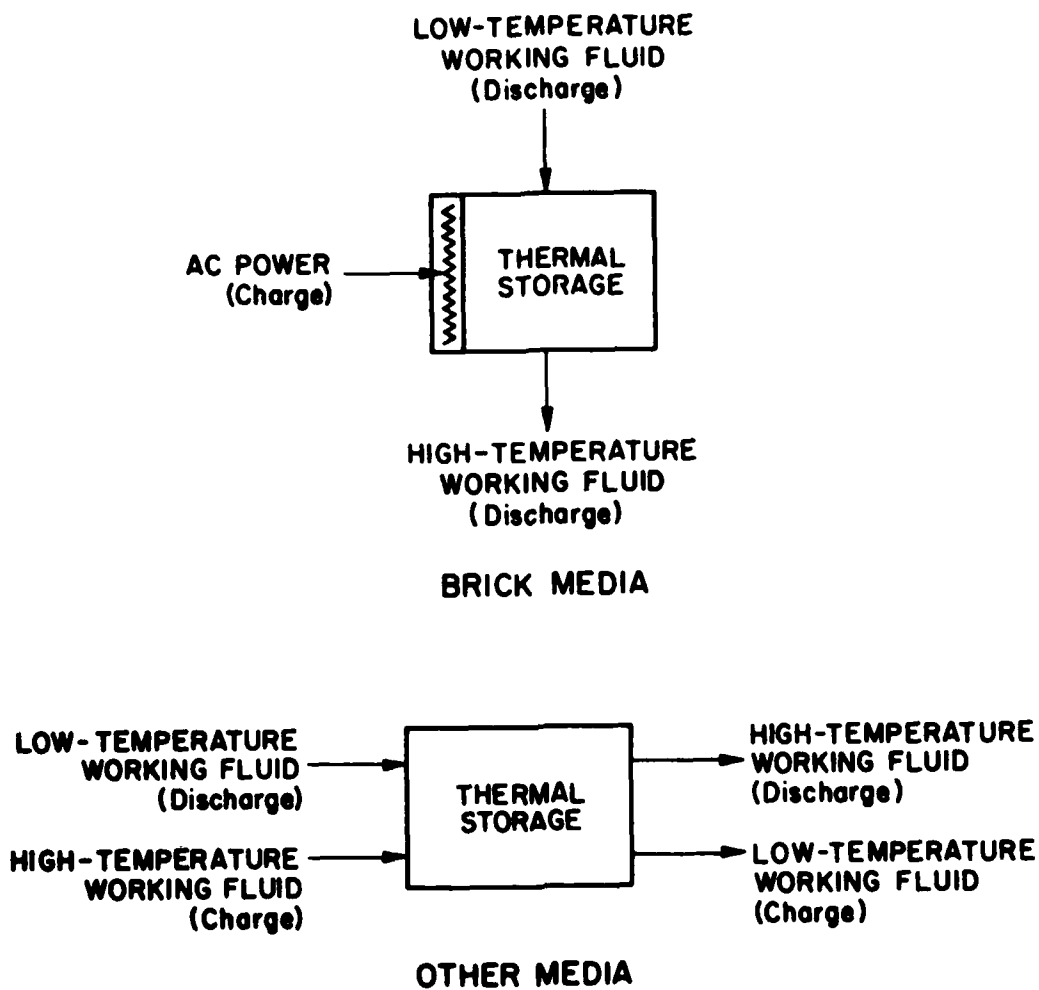 LOW-TEMPERATURE
WORKING FLUID
(Discharge)
AC POWER
(Charge)
THERMAL
STORAGE
HIGH-TEMPERATURE
WORKING FLUID
(Discharge)
BRICK MEDIA
LOW-TEMPERATURE
WORKING FLUID
(Discharge)
HIGH-TEMPERATURE
WORKING FLUID
(Charge)
THERMAL
STORAGE
HIGH-TEMPERATURE
WORKING FLUID
(Discharge)
LOW-TEMPERATURE
WORKING FLUID
(Charge)
OTHER MEDIA